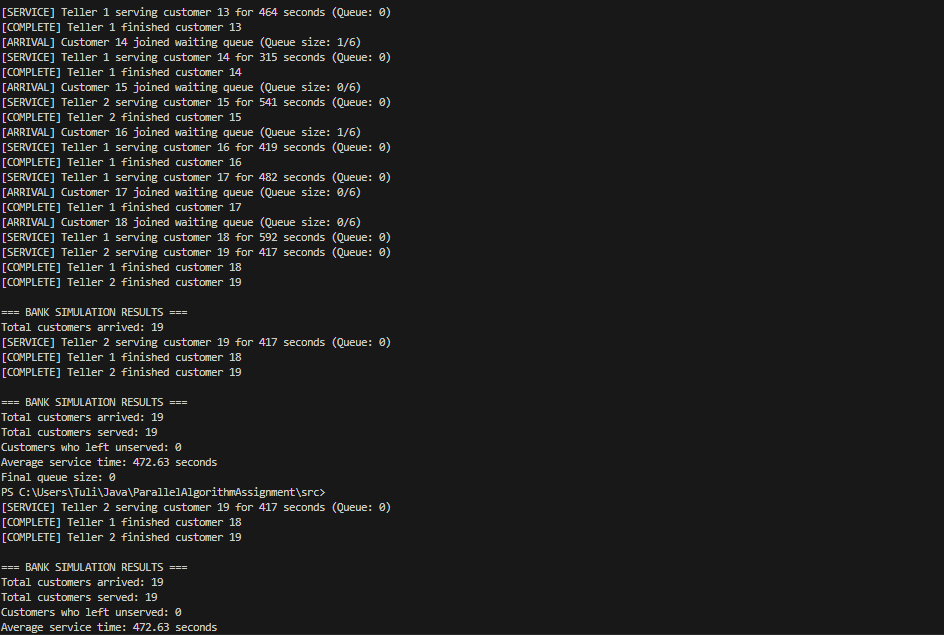 [SERVICE] Teller 1 serving customer 13 for 464 seconds (Queue: 0)
[COMPLETE] Teller 1 finished customer 13
[ARRIVAL] Customer 14 joined waiting queue (Queue size: 1/6)
[SERVICE] Teller 1 serving customer 14 for 315 seconds (Queue: 0)
[COMPLETE] Teller 1 finished customer 14
[ARRIVAL] Customer 15 joined waiting queue (Queue size: 0/6)
[SERVICE] Teller 2 serving customer 15 for 541 seconds (Queue: 0)
[COMPLETE] Teller 2 finished customer 15
[ARRIVAL] Customer 16 joined waiting queue (Queue size: 1/6)
[SERVICE] Teller 1 serving customer 16 for 419 seconds (Queue: 0)
[COMPLETE] Teller 1 finished customer 16
[SERVICE] Teller 1 serving customer 17 for 482 seconds (Queue: 0)
[ARRIVAL] Customer 17 joined waiting queue (Queue size: 0/6)
[COMPLETE] Teller 1 finished customer 17
[ARRIVAL] Customer 18 joined waiting queue (Queue size: 0/6)
[SERVICE] Teller 1 serving customer 18 for 592 seconds (Queue: 0)
[SERVICE] Teller 2 serving customer 19 for 417 seconds (Queue: 0)
[COMPLETE] Teller 1 finished customer 18
[COMPLETE] Teller 2 finished customer 19

=== BANK SIMULATION RESULTS ===
Total customers arrived: 19
[SERVICE] Teller 2 serving customer 19 for 417 seconds (Queue: 0)
[COMPLETE] Teller 1 finished customer 18
[COMPLETE] Teller 2 finished customer 19

=== BANK SIMULATION RESULTS ===
Total customers arrived: 19
Total customers served: 19
Customers who left unserved: 0
Average service time: 472.63 seconds
Final queue size: 0
PS C:\Users\Tuli\Java\ParallelAlgorithmAssignment\src>
[SERVICE] Teller 2 serving customer 19 for 417 seconds (Queue: 0)
[COMPLETE] Teller 1 finished customer 18
[COMPLETE] Teller 2 finished customer 19

=== BANK SIMULATION RESULTS ===
Total customers arrived: 19
Total customers served: 19
Customers who left unserved: 0
Average service time: 472.63 seconds